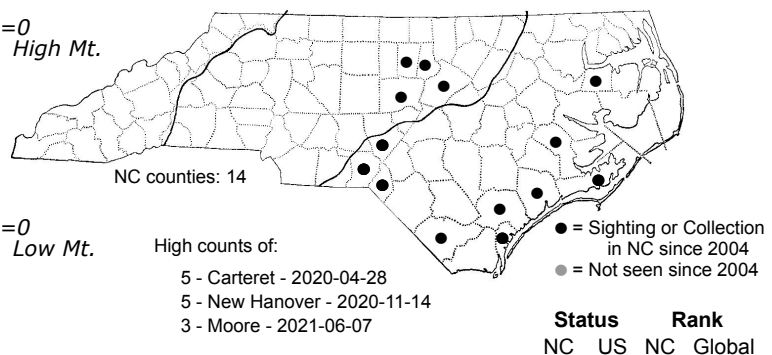 =0
High Mt.
NC counties: 14
=0
Low Mt.
High counts of:
5 - Carteret - 2020-04-28
5 - New Hanover - 2020-11-14
3 - Moore - 2021-06-07
● = Sighting or Collection
in NC since 2004
● = Not seen since 2004
Status Rank
NC US NC Global